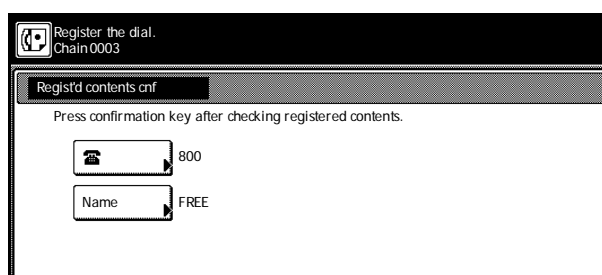 Register the dial.
Chain 0003
Regist'd contents cnf
Press confirmation key after checking registered contents.
800
Name FREE